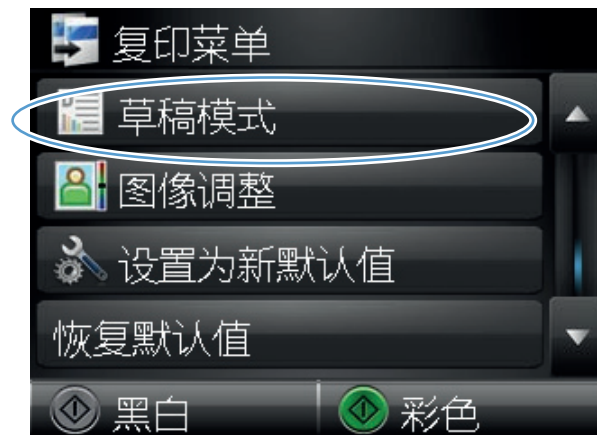 复印菜单
草稿模式
图像调整
设置为新默认值
恢复默认值
黑白 彩色